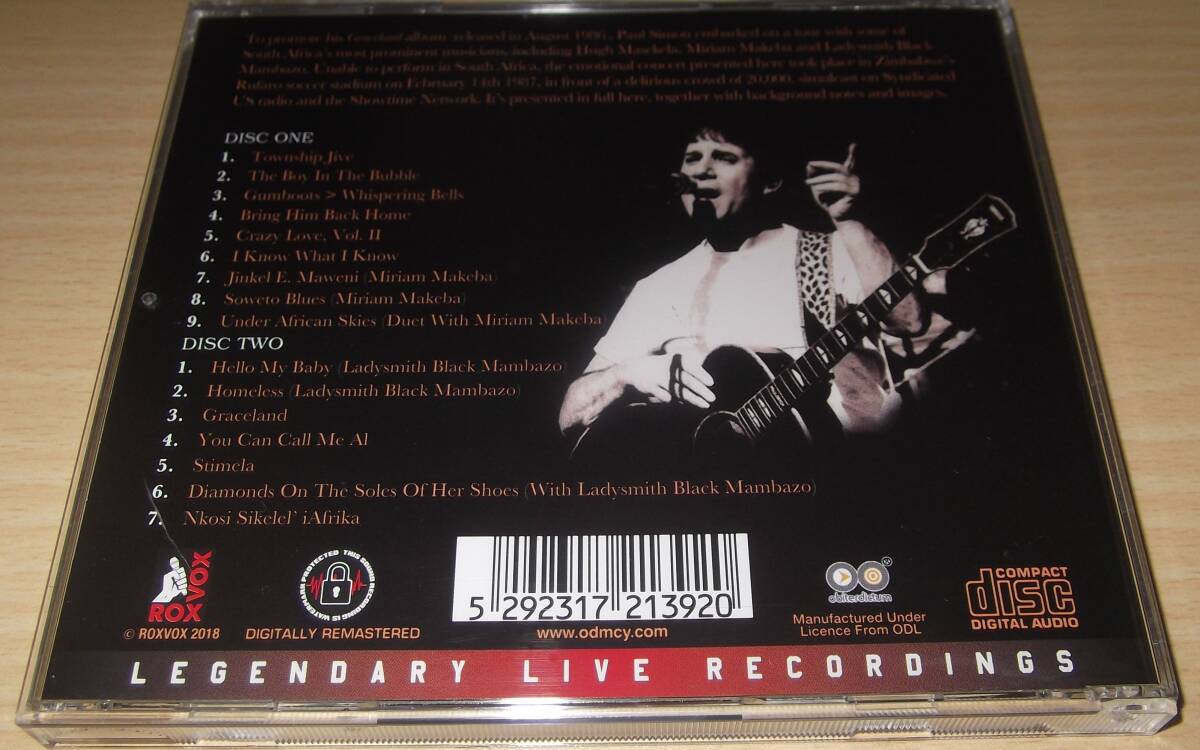 To promote his Graceland album, released in August 1986, Paul Simon embarked on a tour with some of
South Africa's most prominent musicians, including Hugh Masekela, Miriam Makeba and Ladysmith Black
Mambazo. Unable to perform in South Africa, the emotional concert presented here took place in Zimbabwe's
Rufaro soccer stadium on February 14th 1987, in front of a delirious crowd of 20,000, simulcast on Syndicated
US radio and the Showtime Network. It's presented in full here, together with background notes and images.
DISC ONE
1. Township Jive
2. The Boy In The Bubble
3. Gumboots > Whispering Bells
4. Bring Him Back Home
5. Crazy Love, Vol. II
6. I Know What I Know
7. Jinkel E. Maweni (Miriam Makeba)
8. Soweto Blues (Miriam Makeba)
9. Under African Skies (Duet With Miriam Makeba)
DISC TWO
1. Hello My Baby (Ladysmith Black Mambazo)
2. Homeless (Ladysmith Black Mambazo)
3. Graceland
4. You Can Call Me Al
5. Stimela
6. Diamonds On The Soles Of Her Shoes (With Ladysmith Black Mambazo)
7. Nkosi Sikelel' iAfrika
ROX VOX
© ROXVOX 2018
THIS SOUND RECORDING IS WATERMARK PROTECTED
DIGITALLY REMASTERED
5 292317 213920
www.odmcy.com
obiterdictum
Manufactured Under
Licence From ODL
COMPACT
disc
DIGITAL AUDIO
LEGENDARY LIVE RECORDINGS